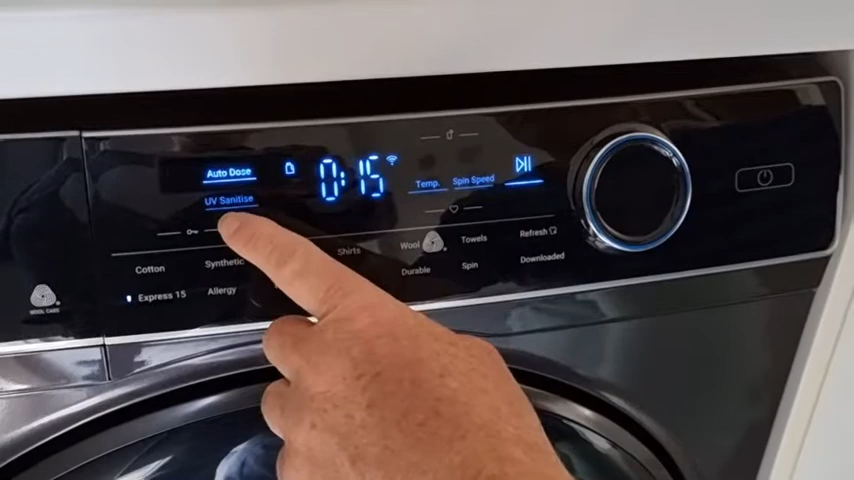 Auto Dose
0:15
Temp.
Spin Speed
UV Sanitise
Cotton
Shirts
Wool
Towels
Refresh
Express 15
Allergy
Durable
Spin
Downloaded
WOOL CARE